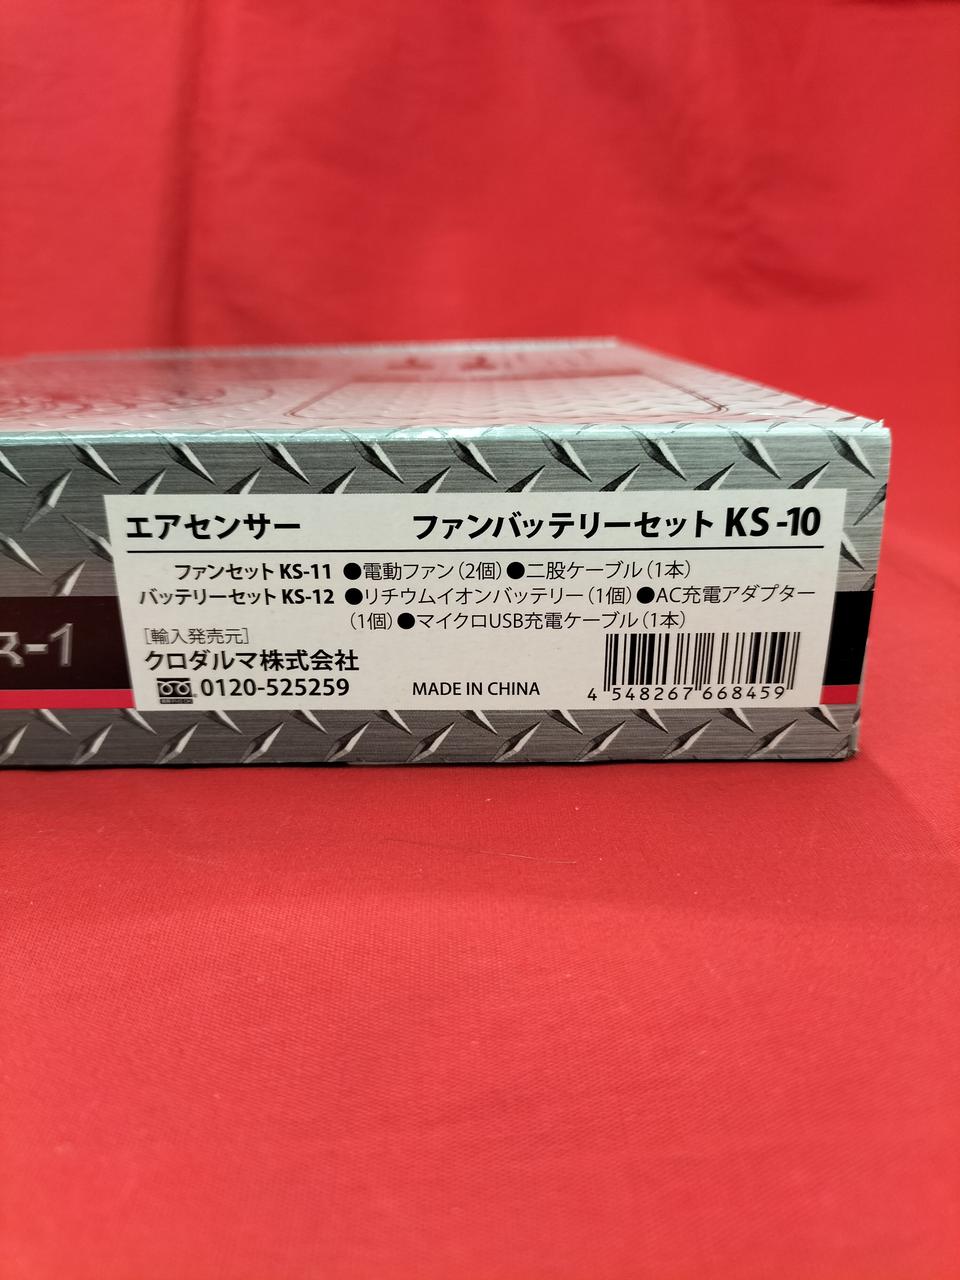 エアセンサー ファンバッテリーセット KS-10
ファンセット KS-11 ●電動ファン(2個)●二股ケーブル(1本)
バッテリーセット KS-12 ●リチウムイオンバッテリー(1個)●AC充電アダプター
(1個)●マイクロUSB充電ケーブル(1本)
［輸入発売元］
クロダルマ株式会社
0120-525259 MADE IN CHINA
4 548267 668459
R-1